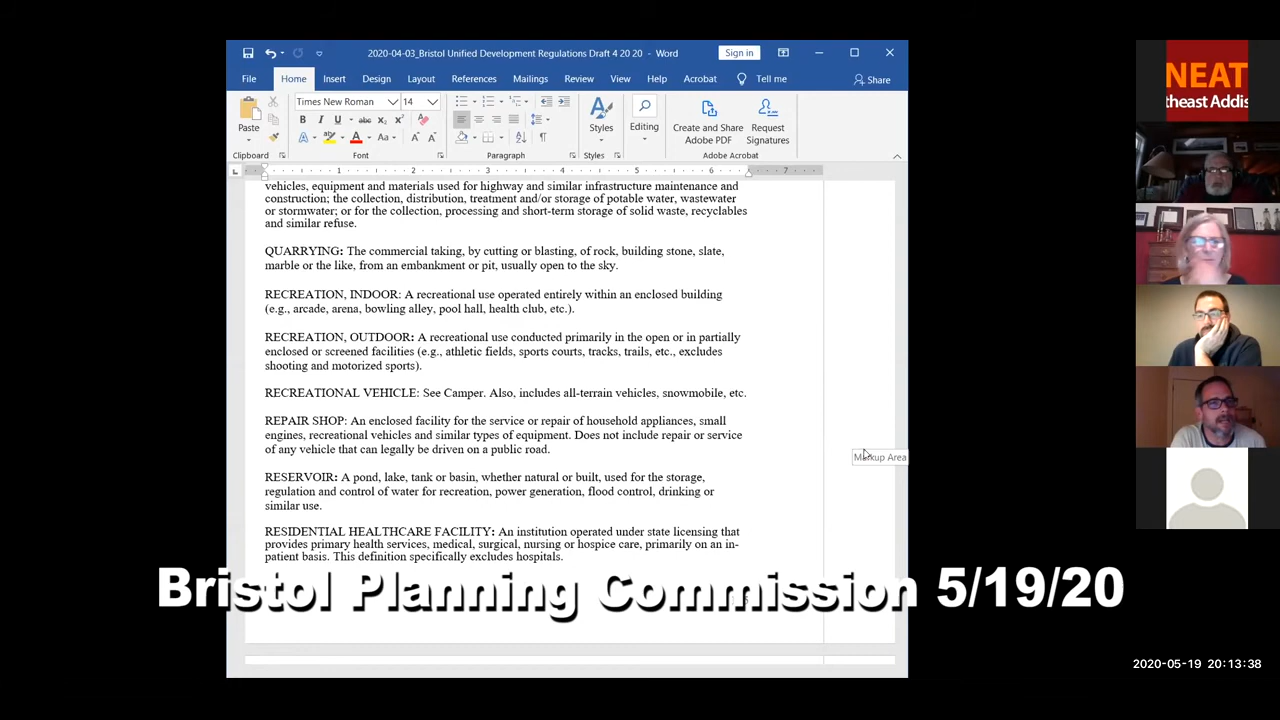 2020-04-03_Bristol Unified Development Regulations Draft 4 20 20 - Word
Sign in
File Home Insert Design Layout References Mailings Review View Help Acrobat Tell me Share
Times New Roman 14
Paste
Styles
Editing
Create and Share Adobe PDF
Request Signatures
Clipboard Font Paragraph Styles Adobe Acrobat
1 2 3 4 5 6 7
vehicles, equipment and materials used for highway and similar infrastructure maintenance and
construction; the collection, distribution, treatment and/or storage of potable water, wastewater
or stormwater; or for the collection, processing and short-term storage of solid waste, recyclables
and similar refuse.
QUARRYING: The commercial taking, by cutting or blasting, of rock, building stone, slate,
marble or the like, from an embankment or pit, usually open to the sky.
RECREATION, INDOOR: A recreational use operated entirely within an enclosed building
(e.g., arcade, arena, bowling alley, pool hall, health club, etc.).
RECREATION, OUTDOOR: A recreational use conducted primarily in the open or in partially
enclosed or screened facilities (e.g., athletic fields, sports courts, tracks, trails, etc., excludes
shooting and motorized sports).
RECREATIONAL VEHICLE: See Camper. Also, includes all-terrain vehicles, snowmobile, etc.
REPAIR SHOP: An enclosed facility for the service or repair of household appliances, small
engines, recreational vehicles and similar types of equipment. Does not include repair or service
of any vehicle that can legally be driven on a public road.
Markup Area
RESERVOIR: A pond, lake, tank or basin, whether natural or built, used for the storage,
regulation and control of water for recreation, power generation, flood control, drinking or
similar use.
RESIDENTIAL HEALTHCARE FACILITY: An institution operated under state licensing that
provides primary health services, medical, surgical, nursing or hospice care, primarily on an in-
patient basis. This definition specifically excludes hospitals.
Bristol Planning Commission 5/19/20
NEAT
theast Addis
2020-05-19 20:13:38